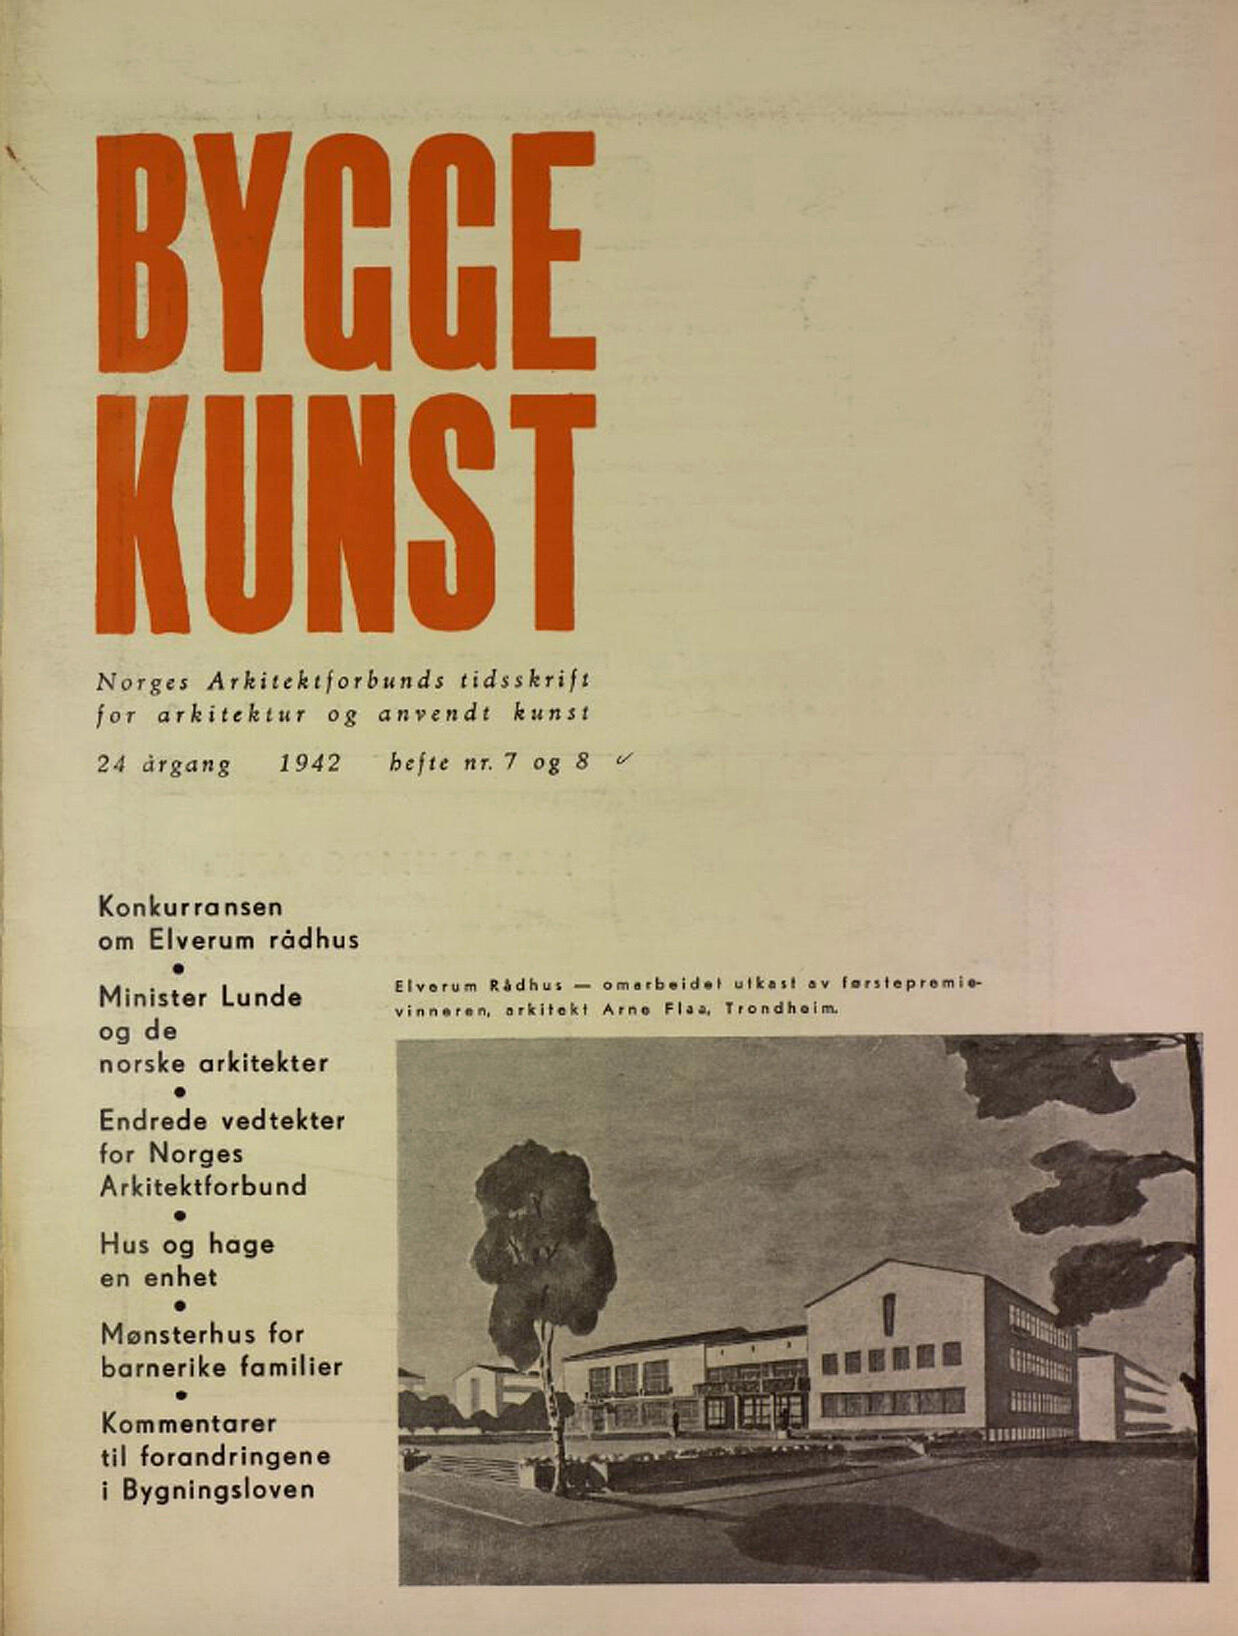 BYGGE
KUNST
Norges Arkitektforbunds tidsskrift
for arkitektur og anvendt kunst
24 årgang 1942 hefte nr. 7 og 8
Konkurransen
om Elverum rådhus
•
Minister Lunde
og de
norske arkitekter
•
Endrede vedtekter
for Norges
Arkitektforbund
•
Hus og hage
en enhet
•
Mønsterhus for
barnerike familier
•
Kommentarer
til forandringene
i Bygningsloven
Elverum Rådhus — omarbeidet utkast av førstepremie-
vinneren, arkitekt Arne Flaa, Trondheim.